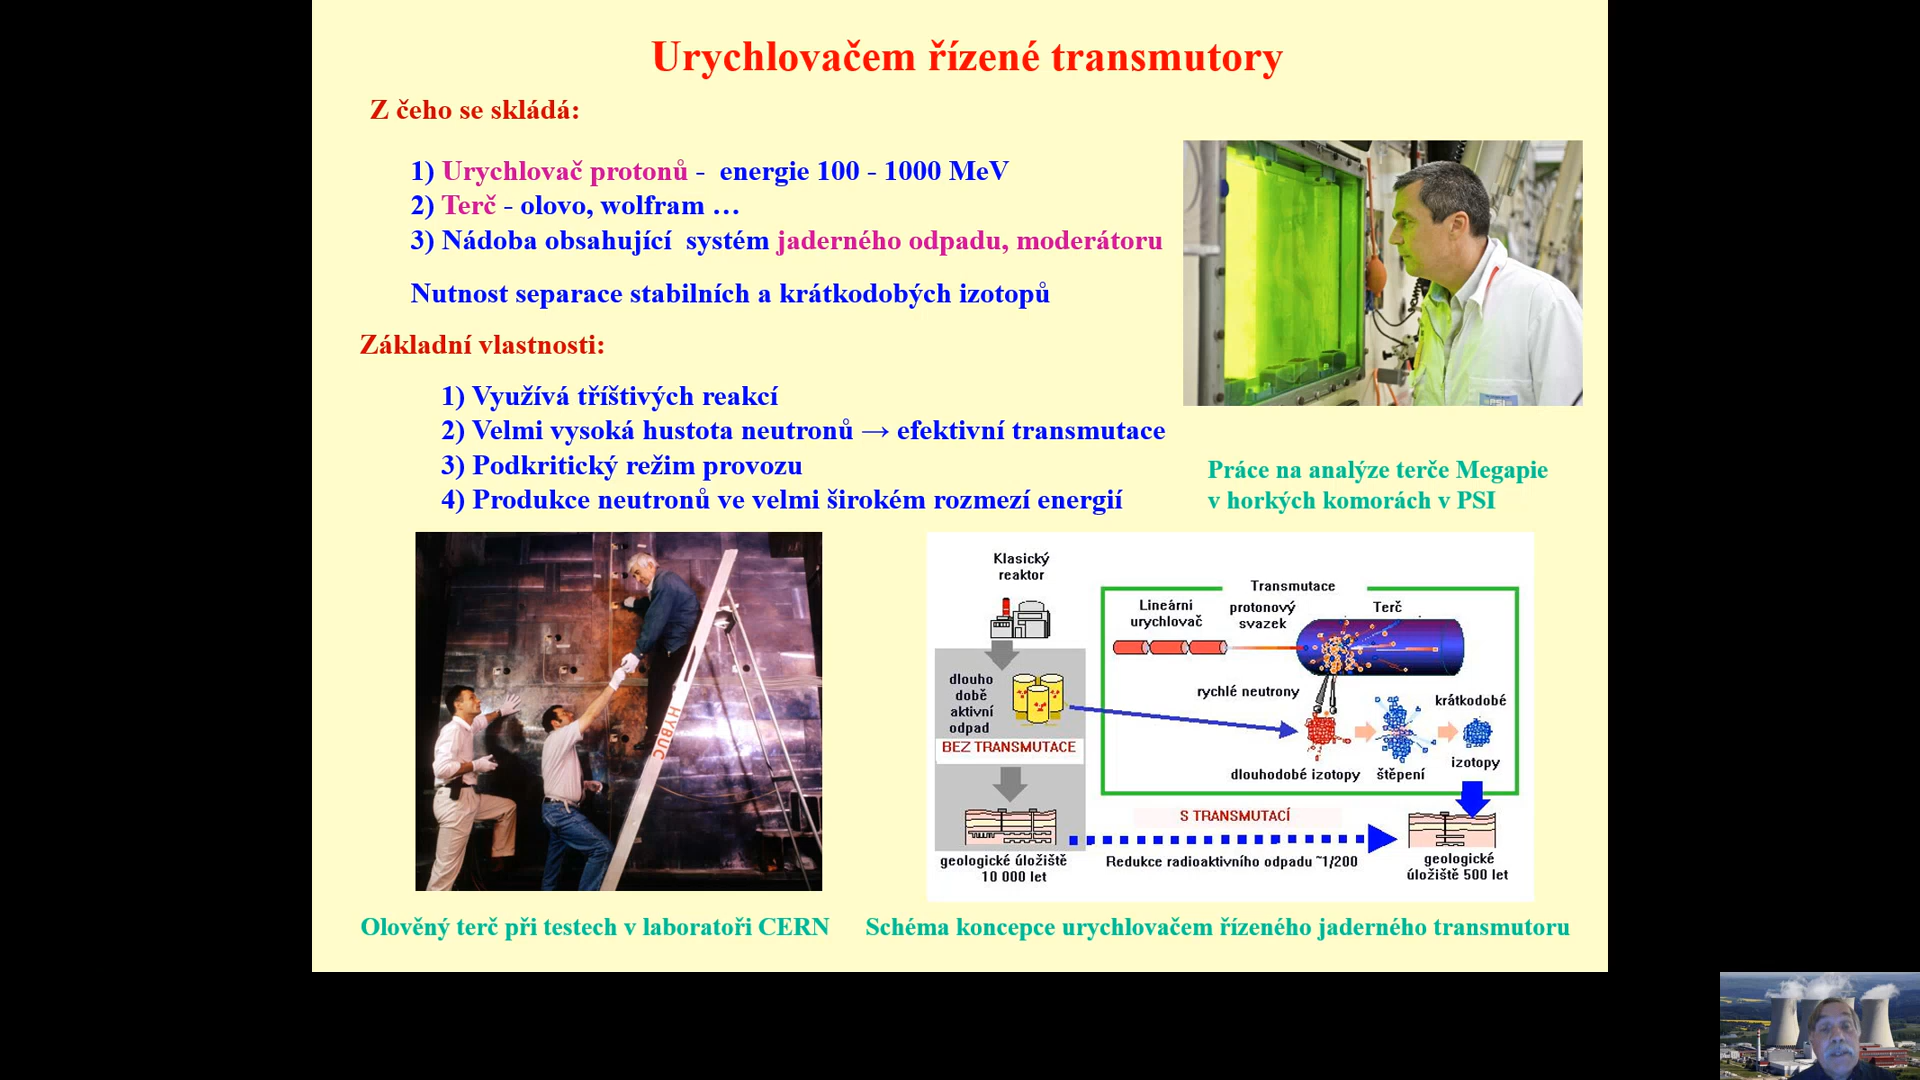 Urychlovačem řízené transmutory
Z čeho se skládá:
1) Urychlovač protonů - energie 100 - 1000 MeV
2) Terč - olovo, wolfram …
3) Nádoba obsahující systém jaderného odpadu, moderátoru
Nutnost separace stabilních a krátkodobých izotopů
Základní vlastnosti:
1) Využívá tříštivých reakcí
2) Velmi vysoká hustota neutronů → efektivní transmutace
3) Podkritický režim provozu
4) Produkce neutronů ve velmi širokém rozmezí energií
PSI
Práce na analýze terče Megapie
v horkých komorách v PSI
HYBUC
Olověný terč při testech v laboratoři CERN
Klasický
reaktor
dlouho
době
aktivní
odpad
BEZ TRANSMUTACE
geologické úložiště
10 000 let
Transmutace
Lineární
urychlovač
protonový
svazek
Terč
rychlé neutrony
krátkodobé
izotopy
dlouhodobé izotopy
štěpení
S TRANSMUTACÍ
Redukce radioaktivního odpadu ~1/200
geologické
úložiště 500 let
Schéma koncepce urychlovačem řízeného jaderného transmutoru